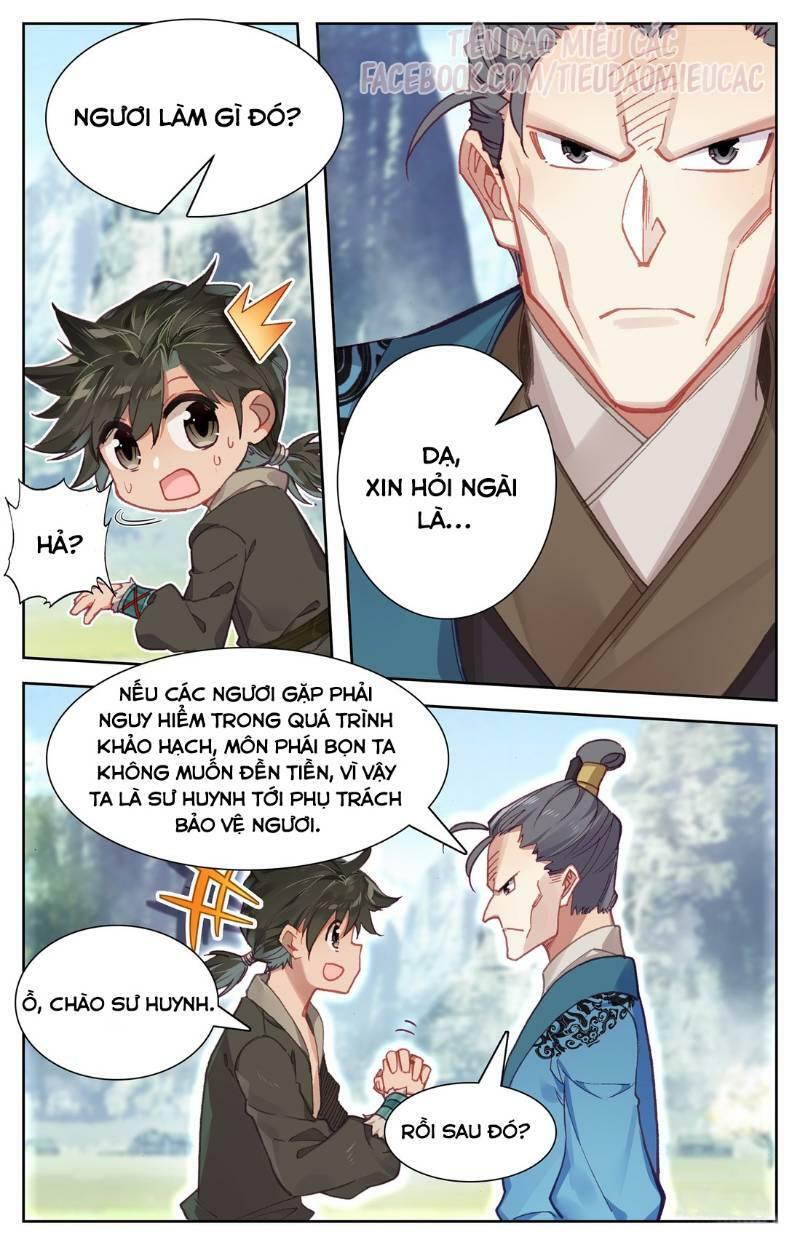 TIÊU DAO MIÊU CÁC
FACEBOOK.COM/TIEUDAOMIEUCAC
NGƯƠI LÀM GÌ ĐÓ?
HẢ?
DẠ,
XIN HỎI NGÀI
LÀ...
NẾU CÁC NGƯƠI GẶP PHẢI
NGUY HIỂM TRONG QUÁ TRÌNH
KHẢO HẠCH, MÔN PHÁI BỌN TA
KHÔNG MUỐN ĐỀN TIỀN, VÌ VẬY
TA LÀ SƯ HUYNH TỚI PHỤ TRÁCH
BẢO VỆ NGƯƠI.
Ồ, CHÀO SƯ HUYNH.
RỒI SAU ĐÓ?